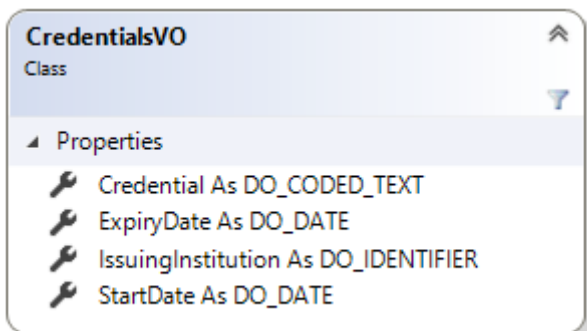 CredentialsVO
Class
Properties
Credential As DO_CODED_TEXT
ExpiryDate As DO_DATE
IssuingInstitution As DO_IDENTIFIER
StartDate As DO_DATE